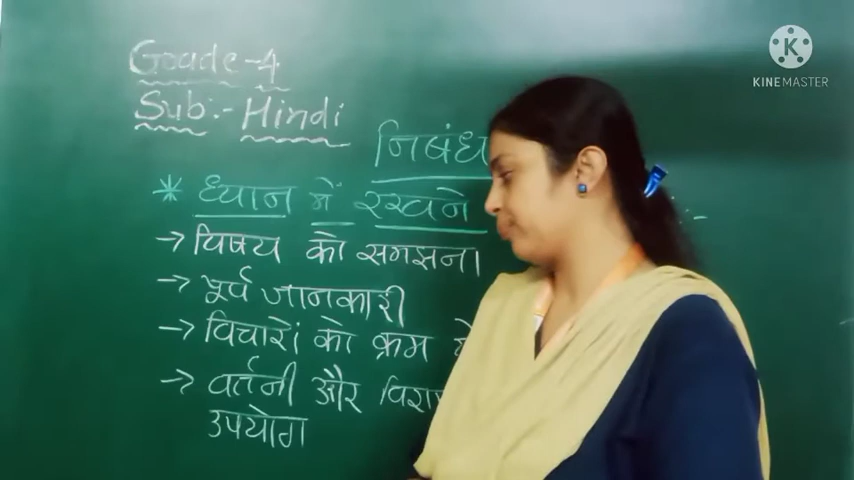 Grade-4
Sub:- Hindi
निबंध
* ध्यान में रखने
→ विषय को समझना
→ पूर्व जानकारी
→ विचारों को क्रम
→ वर्तनी और
उपयोग
K
KINEMASTER